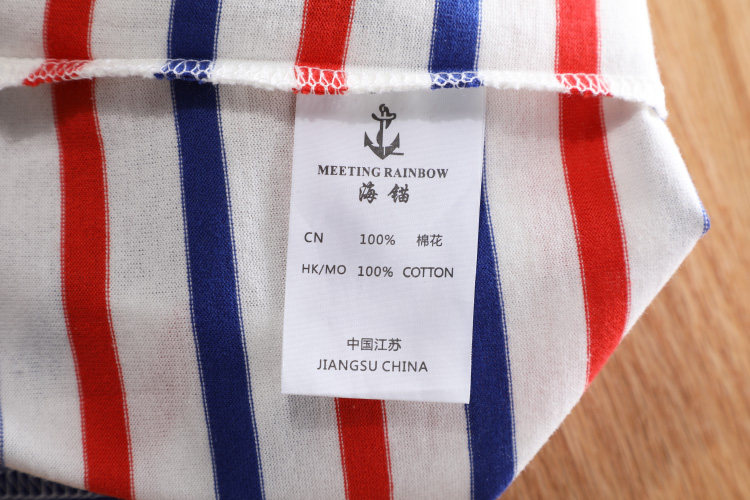 MEETING RAINBOW
海锚
CN 100% 棉花
HK/MO 100% COTTON
中国江苏
JIANGSU CHINA